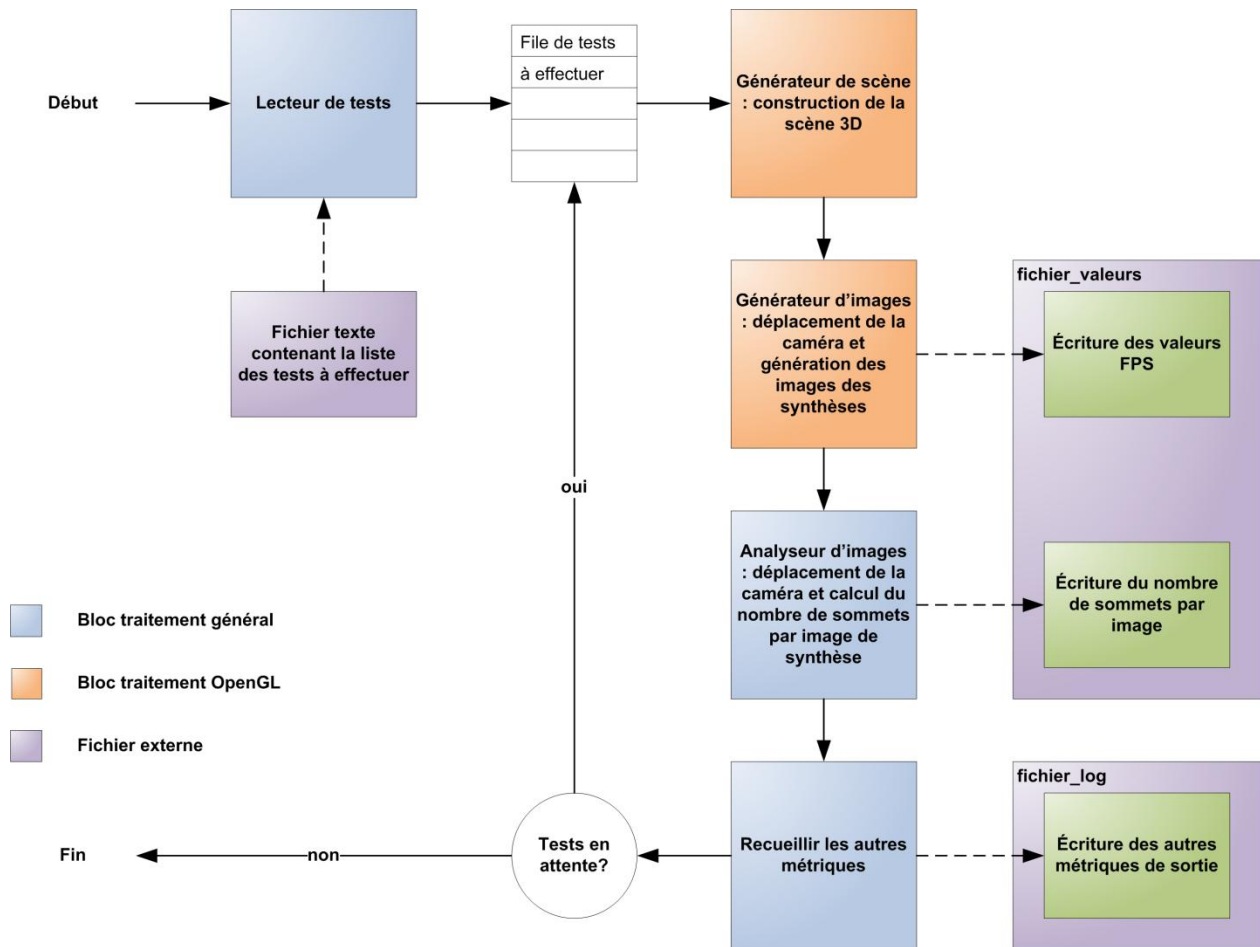 Début
Lecteur de tests
File de tests
à effectuer
Générateur de scène
: construction de la
scène 3D
Fichier texte
contenant la liste
des tests à effectuer
Générateur d'images
: déplacement de la
caméra et
génération des
images des
synthèses
fichier_valeurs
Écriture des valeurs
FPS
oui
Analyseur d'images
: déplacement de la
caméra et calcul du
nombre de sommets
par image de
synthèse
Écriture du nombre
de sommets par
image
Bloc traitement général
Bloc traitement OpenGL
Fichier externe
Fin
non
Tests en
attente?
Recueillir les autres
métriques
fichier_log
Écriture des autres
métriques de sortie